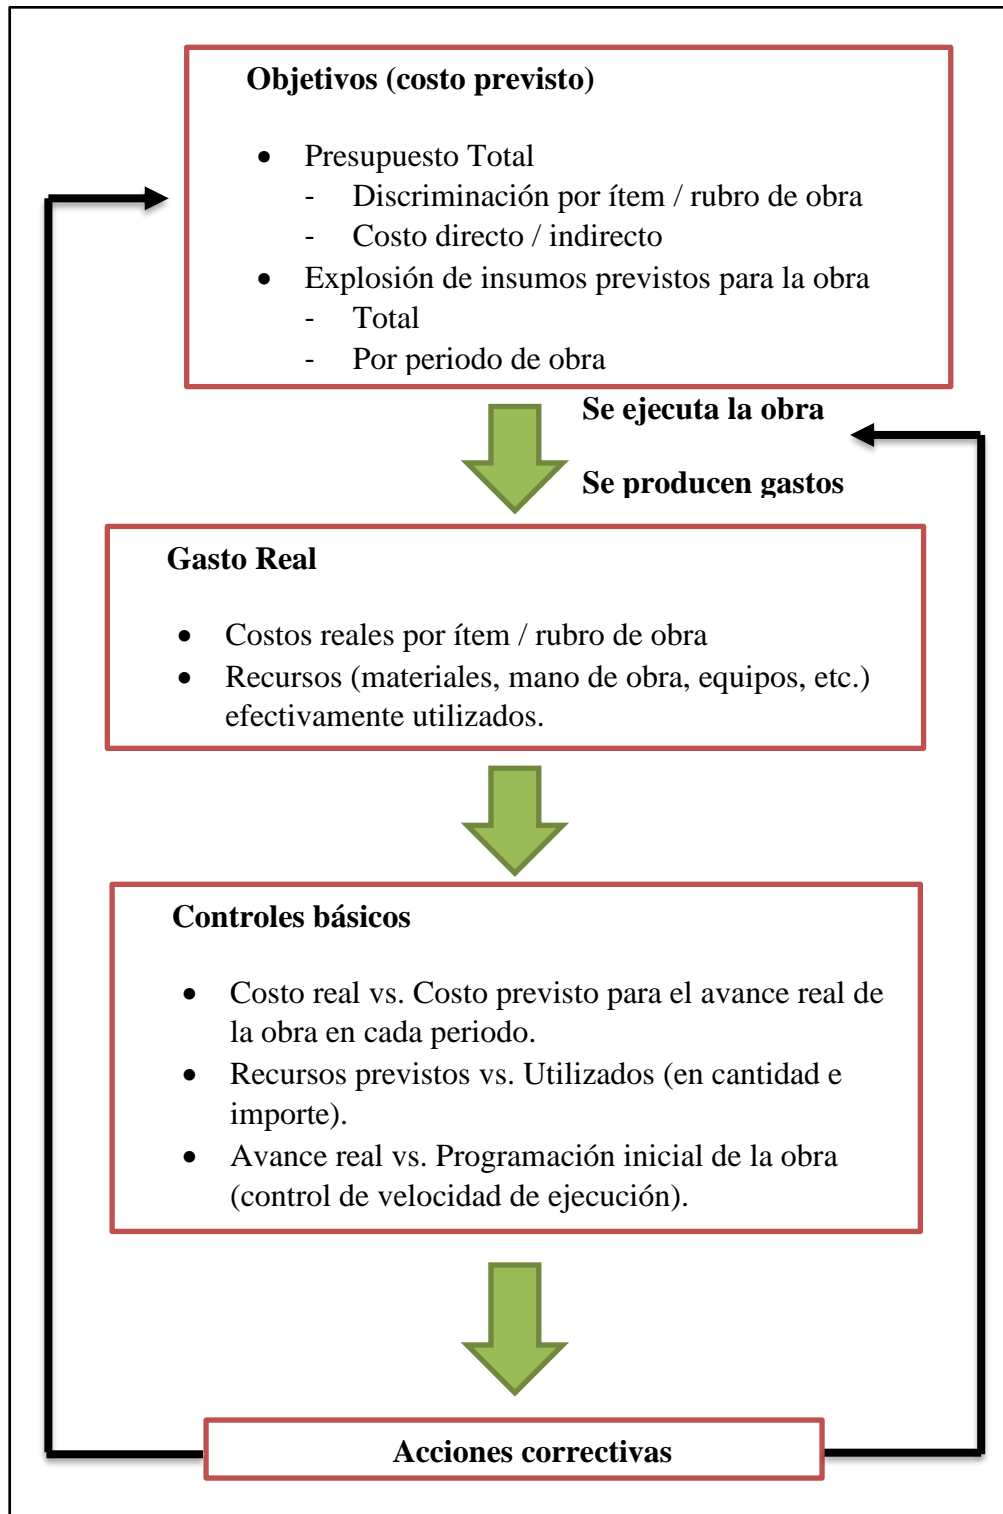 Objetivos (costo previsto)
• Presupuesto Total
- Discriminación por ítem / rubro de obra
- Costo directo / indirecto
• Explosión de insumos previstos para la obra
- Total
- Por periodo de obra
Se ejecuta la obra
Se producen gastos
Gasto Real
• Costos reales por ítem / rubro de obra
• Recursos (materiales, mano de obra, equipos, etc.)
efectivamente utilizados.
Controles básicos
• Costo real vs. Costo previsto para el avance real de
la obra en cada periodo.
• Recursos previstos vs. Utilizados (en cantidad e
importe).
• Avance real vs. Programación inicial de la obra
(control de velocidad de ejecución).
Acciones correctivas